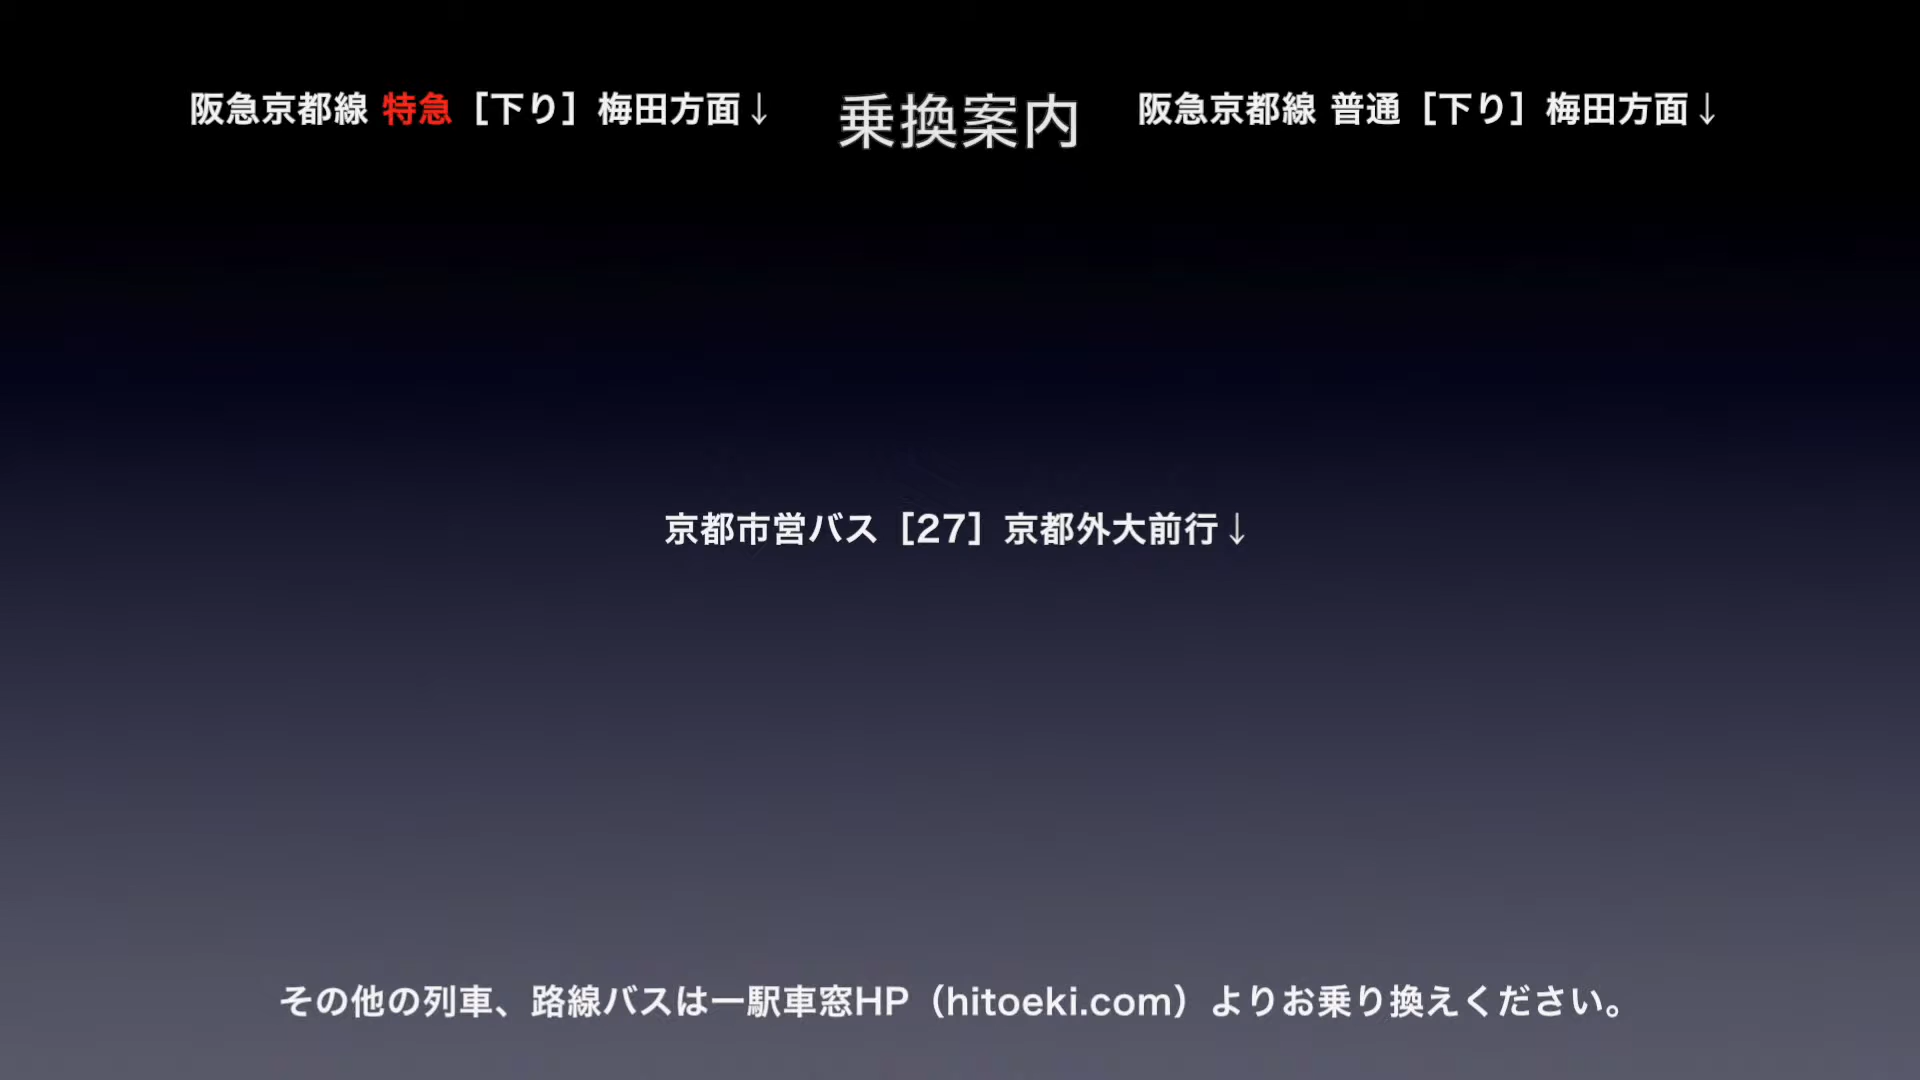 阪急京都線 特急［下り］梅田方面↓
乗換案内
阪急京都線 普通［下り］梅田方面↓
京都市営バス［27］京都外大前行↓
その他の列車、路線バスは一駅車窓HP（hitoeki.com）よりお乗り換えください。